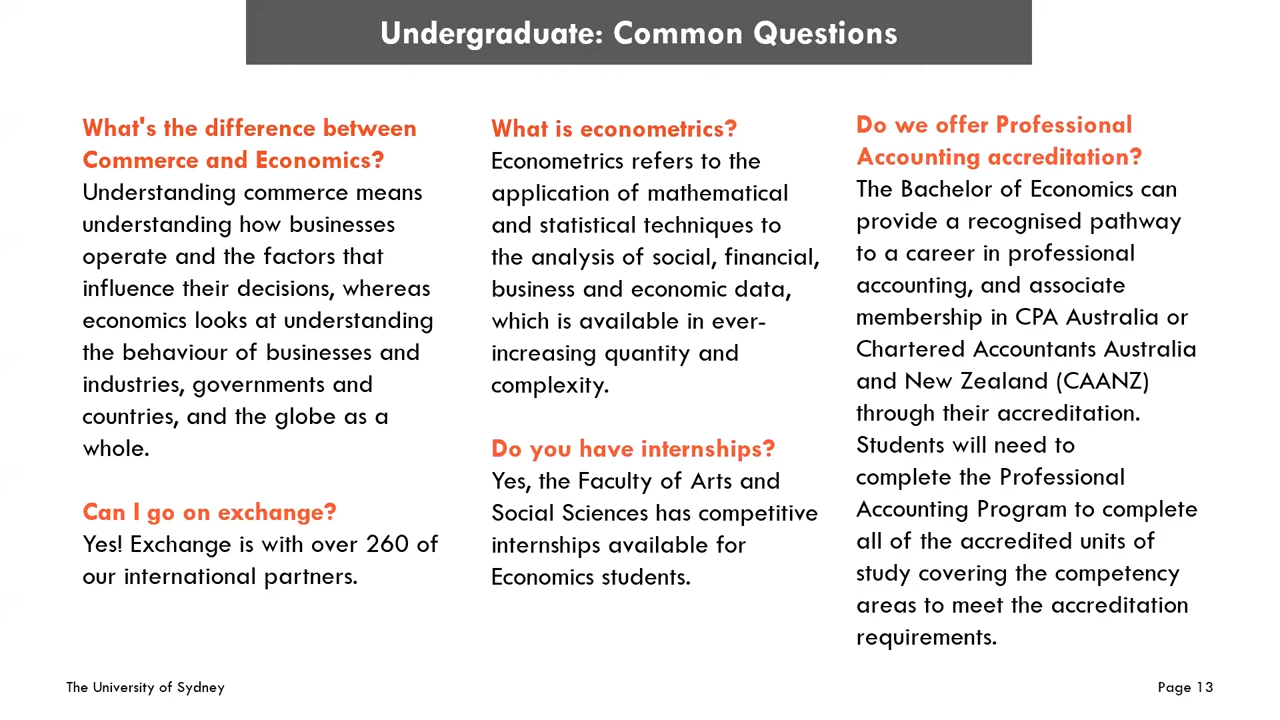 Undergraduate: Common Questions
What's the difference between
Commerce and Economics?
Understanding commerce means
understanding how businesses
operate and the factors that
influence their decisions, whereas
economics looks at understanding
the behaviour of businesses and
industries, governments and
countries, and the globe as a
whole.
Can I go on exchange?
Yes! Exchange is with over 260 of
our international partners.
What is econometrics?
Econometrics refers to the
application of mathematical
and statistical techniques to
the analysis of social, financial,
business and economic data,
which is available in ever-
increasing quantity and
complexity.
Do you have internships?
Yes, the Faculty of Arts and
Social Sciences has competitive
internships available for
Economics students.
Do we offer Professional
Accounting accreditation?
The Bachelor of Economics can
provide a recognised pathway
to a career in professional
accounting, and associate
membership in CPA Australia or
Chartered Accountants Australia
and New Zealand (CAANZ)
through their accreditation.
Students will need to
complete the Professional
Accounting Program to complete
all of the accredited units of
study covering the competency
areas to meet the accreditation
requirements.
The University of Sydney
Page 13